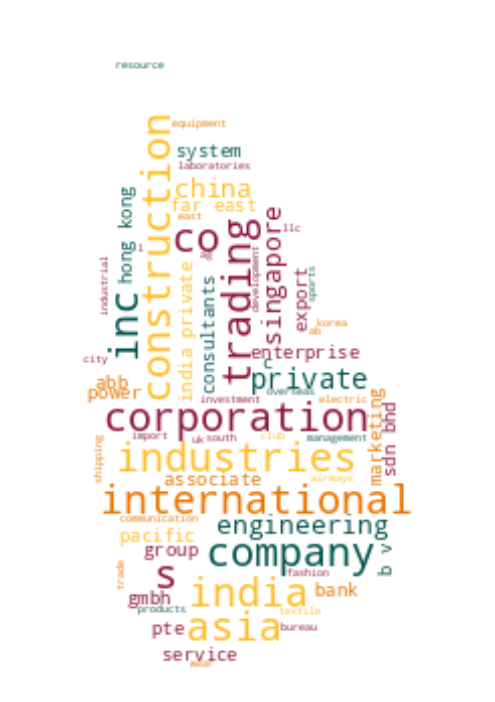 resource
equipment
construction
system
laboratories
china
far east
east
hong kong
co
trading
singapore
llc
industrial
inc
india private
consultants
development
export
sports
korea
ab
city
enterprise
c
private
abb
power
overseas
investment
electric
marketing
sdn bhd
corporation
import
uk
south
club
management
industries
shipping
associate
airways
international
communication
engineering
pacific
group
company
b v
trade
s
fashion
gmbh
india
bank
products
textile
pte
asia
bureau
service